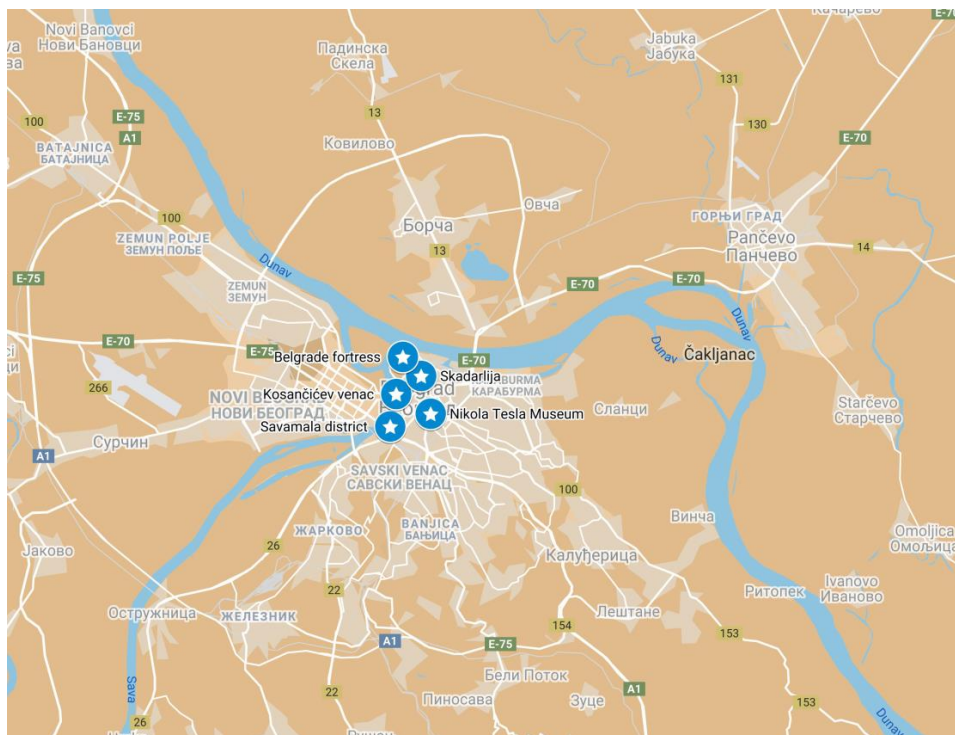 Novi Banovci
Нови Бановци
Падинска
Скела
Jabuka
Јабука
Качарево
E-70
va
ва
100
E-75
A1
13
131
130
E-70
Ковилово
BATAJNICA
БАТАЈНИЦА
Овча
ГОРЊИ ГРАД
100
Борча
Pančevo
Панчево
ZEMUN POLJE
ЗЕМУН ПОЉЕ
13
14
Dunav
E-75
E-70
E-70
ZEMUN
ЗЕМУН
Dunav
Dunav
E-70
E-75
Belgrade fortress
E-70
Čakljanac
ci
ци
Skadarlija
266
Kosančićev venac
КАРАБУРМА
NOVI BE
НОВИ БЕОГРАД
Nikola Tesla Museum
Сланци
Starčevo
Старчево
Savamala district
Сурчин
A1
SAVSKI VENAC
САВСКИ ВЕНАЦ
100
Винча
ЖАРКОВО
BANJICA
БАЊИЦА
26
Јаково
Калуђерица
Omoljica
Омољица
22
Ритопек
Ivanovo
Иваново
Остружница
ЖЕЛЕЗНИК
Лештане
154
153
A1
E-75
Бели Поток
Sava
22
Пиносава
Зуце
A1
153
26
Dunav